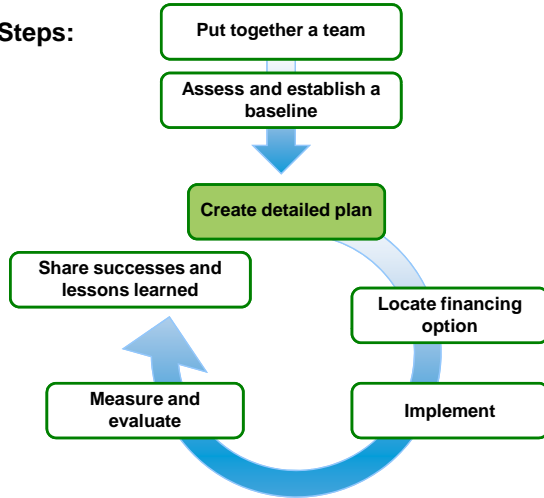 Steps:
Put together a team
Assess and establish a
baseline
Create detailed plan
Locate financing
option
Implement
Measure and
evaluate
Share successes and
lessons learned